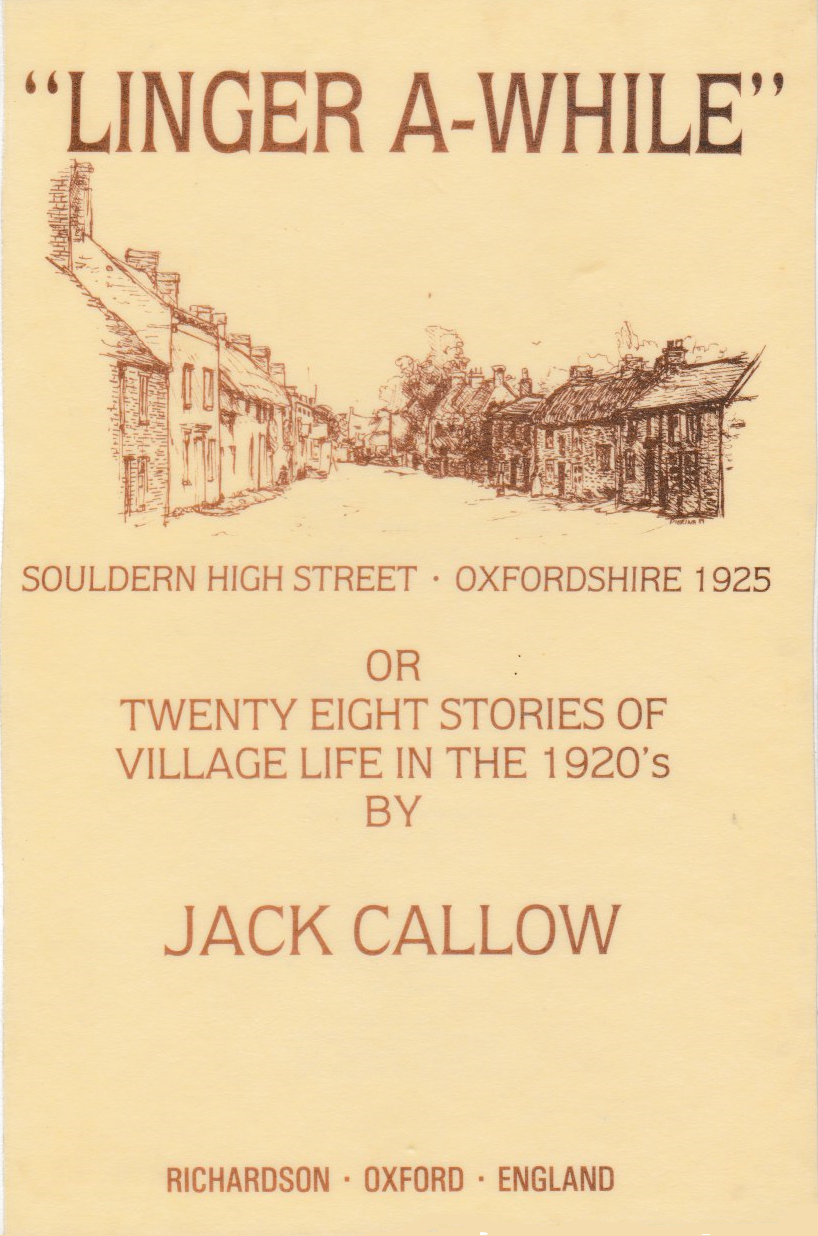 “LINGER A-WHILE”
SOULDERN HIGH STREET · OXFORDSHIRE 1925
OR
TWENTY EIGHT STORIES OF
VILLAGE LIFE IN THE 1920's
BY
JACK CALLOW
RICHARDSON · OXFORD · ENGLAND